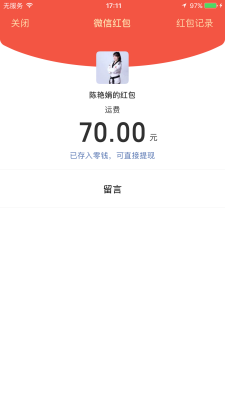 无服务 17:11 97%
关闭 微信红包 红包记录
陈艳娟的红包
运费
70.00 元
已存入零钱，可直接提现
留言